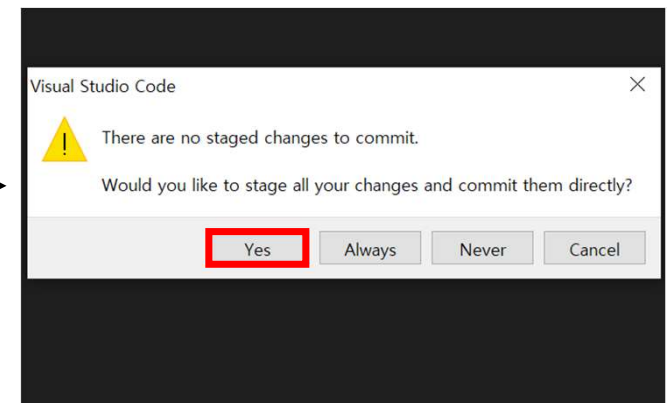 Visual Studio Code
There are no staged changes to commit.
Would you like to stage all your changes and commit them directly?
Yes Always Never Cancel